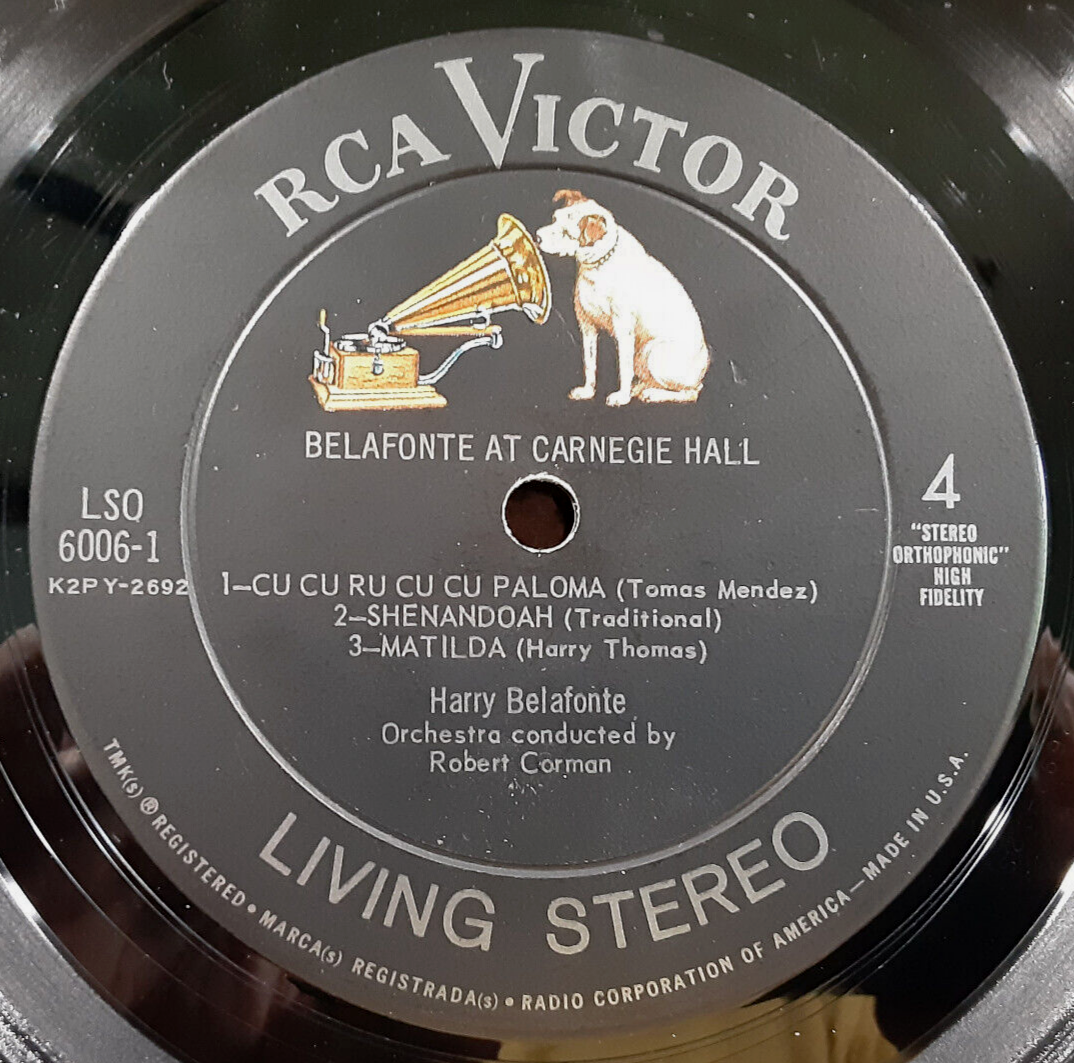 RCA VICTOR
BELAFONTE AT CARNEGIE HALL
LSO
6006-1
K2PY-2692
4
"STEREO
ORTHOPHONIC"
HIGH
FIDELITY
1—CU CU RU CU CU PALOMA (Tomas Mendez)
2—SHENANDOAH (Traditional)
3—MATILDA (Harry Thomas)
Harry Belafonte
Orchestra conducted by
Robert Corman
LIVING STEREO
TMK(s) ® REGISTERED • MARCA(s) REGISTRADA(s) • RADIO CORPORATION OF AMERICA—MADE IN U.S.A.